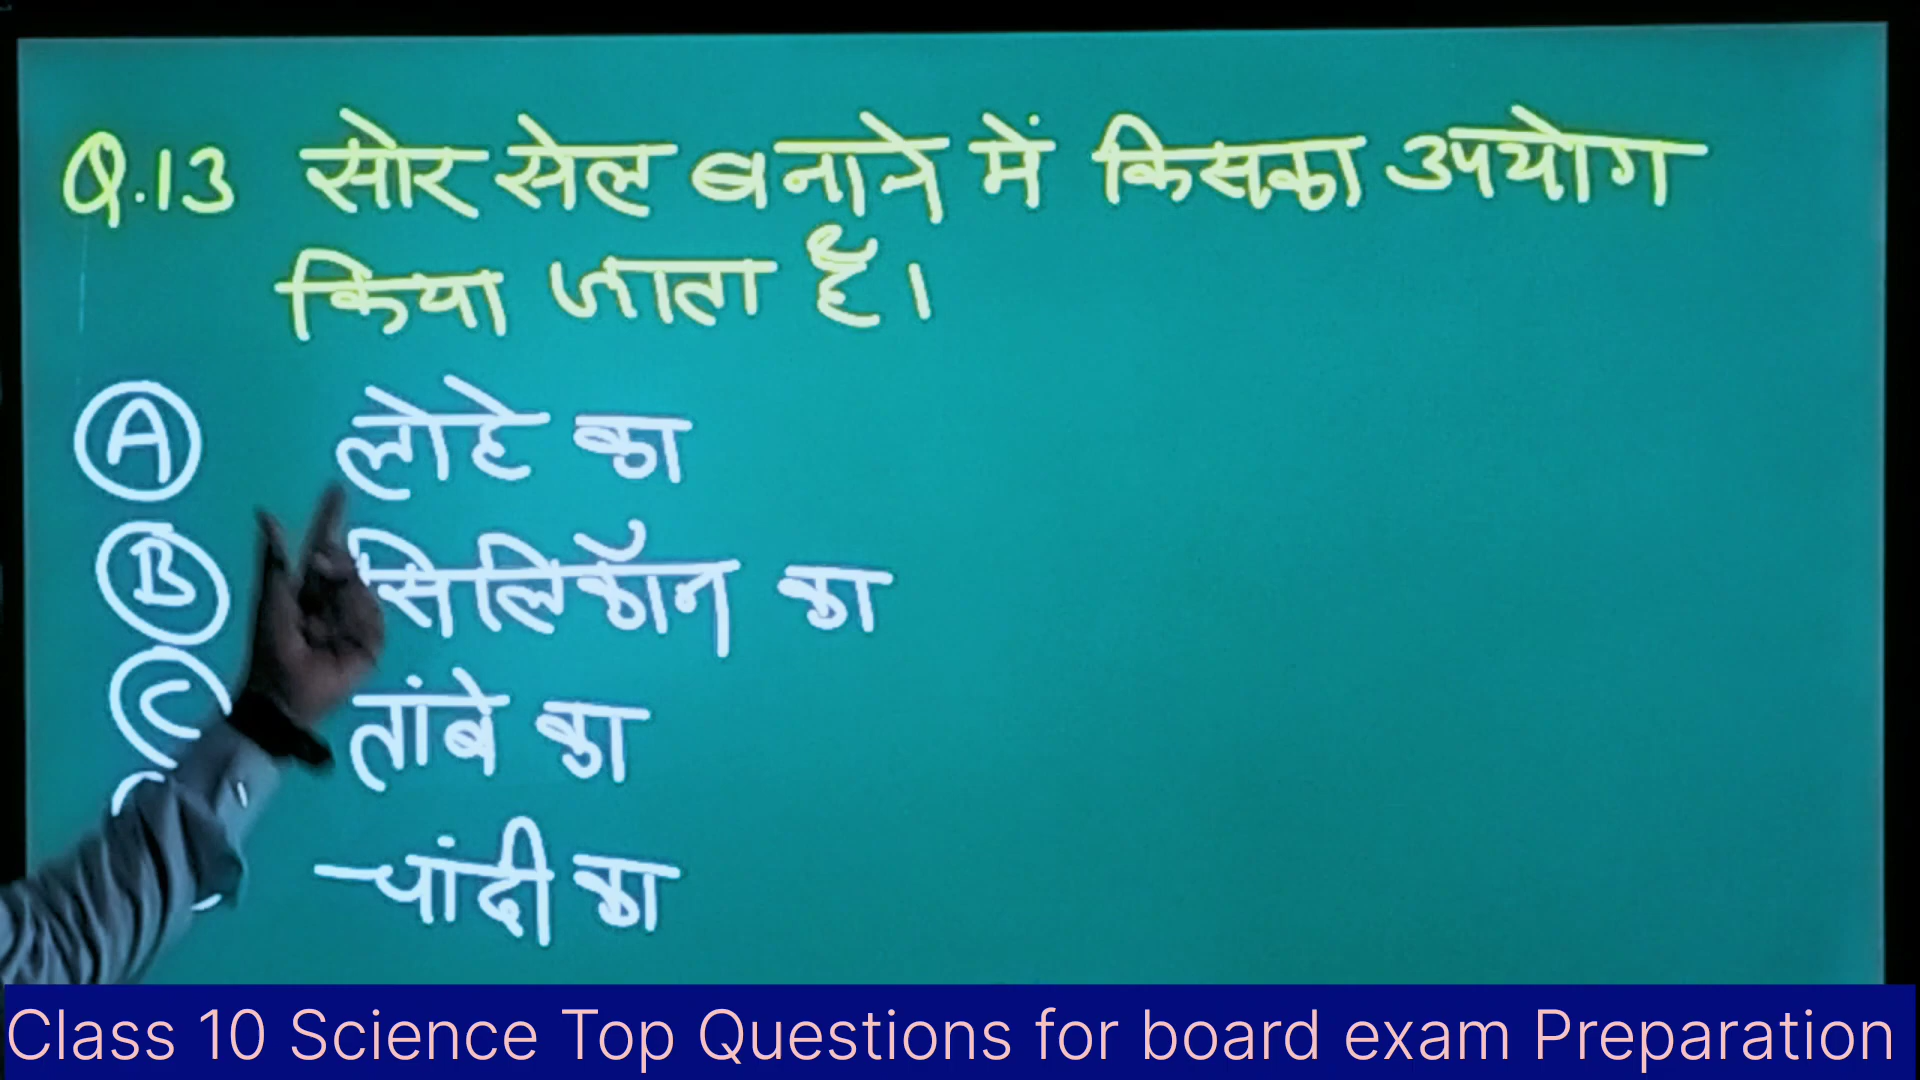 Q.13 सोर सेल बनाने में किसका उपयोग
किया जाता है।
A लोहे का
B सिलिकॉन का
C तांबे का
चांदी का
Class 10 Science Top Questions for board exam Preparation